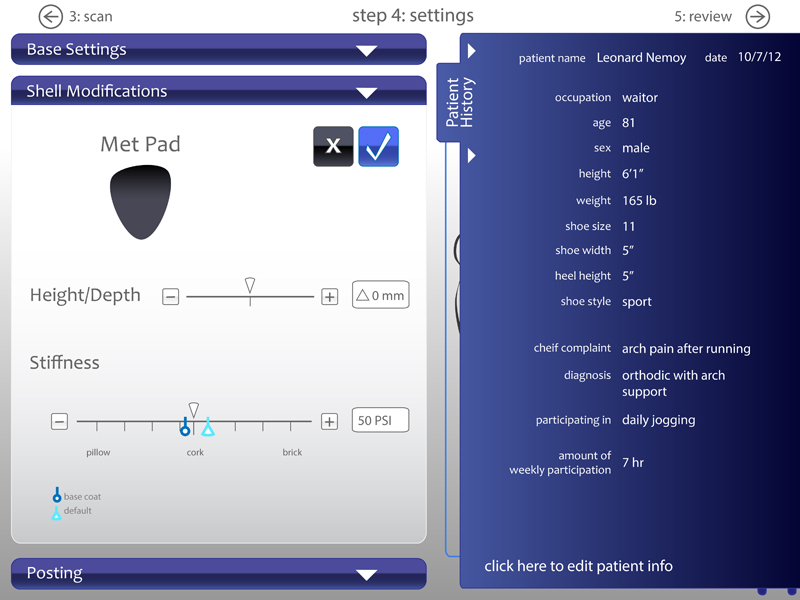 3: scan
step 4: settings
5: review
Base Settings
Shell Modifications
Met Pad
X
Height/Depth
0 mm
Stiffness
50 PSI
pillow cork brick
base coat
default
Posting
Patient
History
patient name Leonard Nemoy date 10/7/12
occupation waitor
age 81
sex male
height 6’1”
weight 165 lb
shoe size 11
shoe width 5”
heel height 5”
shoe style sport
cheif complaint arch pain after running
diagnosis orthodic with arch
support
participating in daily jogging
amount of
weekly participation 7 hr
click here to edit patient info